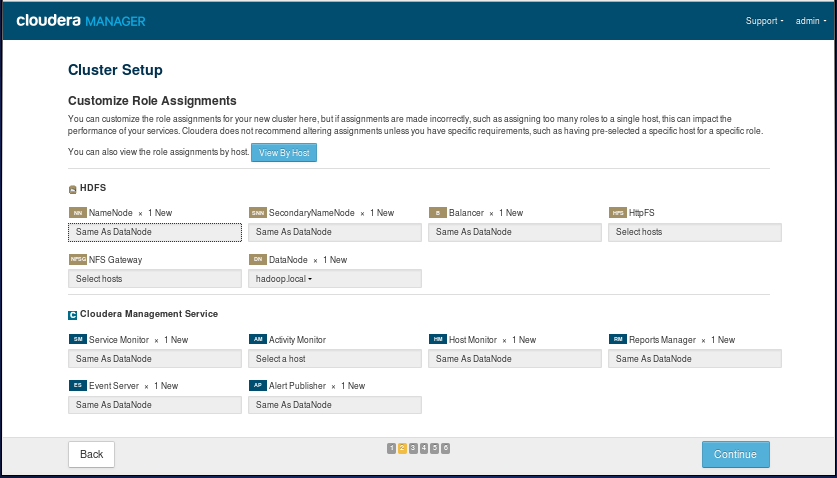 cloudera MANAGER
Support admin
Cluster Setup
Customize Role Assignments
You can customize the role assignments for your new cluster here, but if assignments are made incorrectly, such as assigning too many roles to a single host, this can impact the
performance of your services. Cloudera does not recommend altering assignments unless you have specific requirements, such as having pre-selected a specific host for a specific role.
You can also view the role assignments by host. View By Host
HDFS
NN NameNode × 1 New SNN SecondaryNameNode × 1 New B Balancer × 1 New HFS HttpFS
Same As DataNode Same As DataNode Same As DataNode Select hosts
NFSG NFS Gateway DN DataNode × 1 New
Select hosts hadoop.local
C Cloudera Management Service
SM Service Monitor × 1 New AM Activity Monitor HM Host Monitor × 1 New RM Reports Manager × 1 New
Same As DataNode Select a host Same As DataNode Same As DataNode
ES Event Server × 1 New AP Alert Publisher × 1 New
Same As DataNode Same As DataNode
Back 1 2 3 4 5 6 Continue